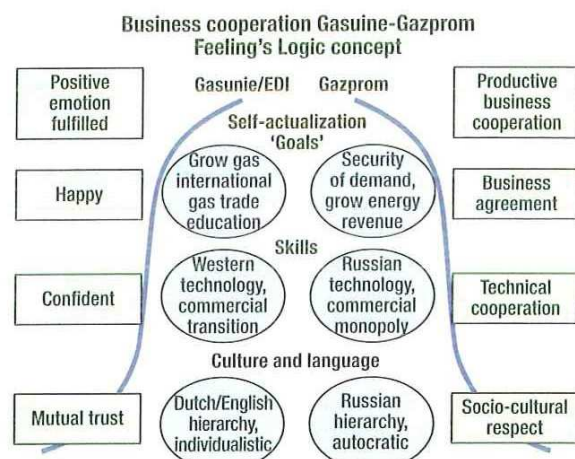 Business cooperation Gasuine-Gazprom
Feeling's Logic concept
Positive
emotion
fulfilled
Gasunie/EDI Gazprom
Productive
business
cooperation
Self-actualization
'Goals'
Happy
Grow gas
international
gas trade
education
Security
of demand,
grow energy
revenue
Business
agreement
Skills
Confident
Western
technology,
commercial
transition
Russian
technology,
commercial
monopoly
Technical
cooperation
Culture and language
Mutual trust
Dutch/English
hierarchy,
individualistic
Russian
hierarchy,
autocratic
Socio-cultural
respect